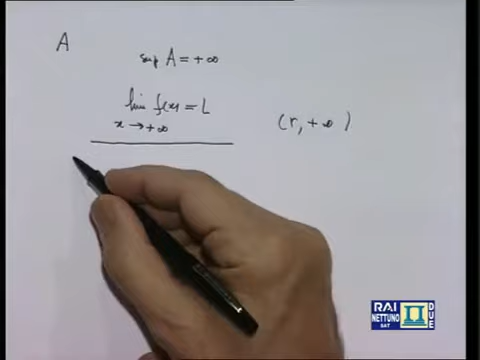 A
sup A = +∞
lim f(x) = L
x → +∞
(r, +∞)
RAI
NETTUNO
SAT
DUE